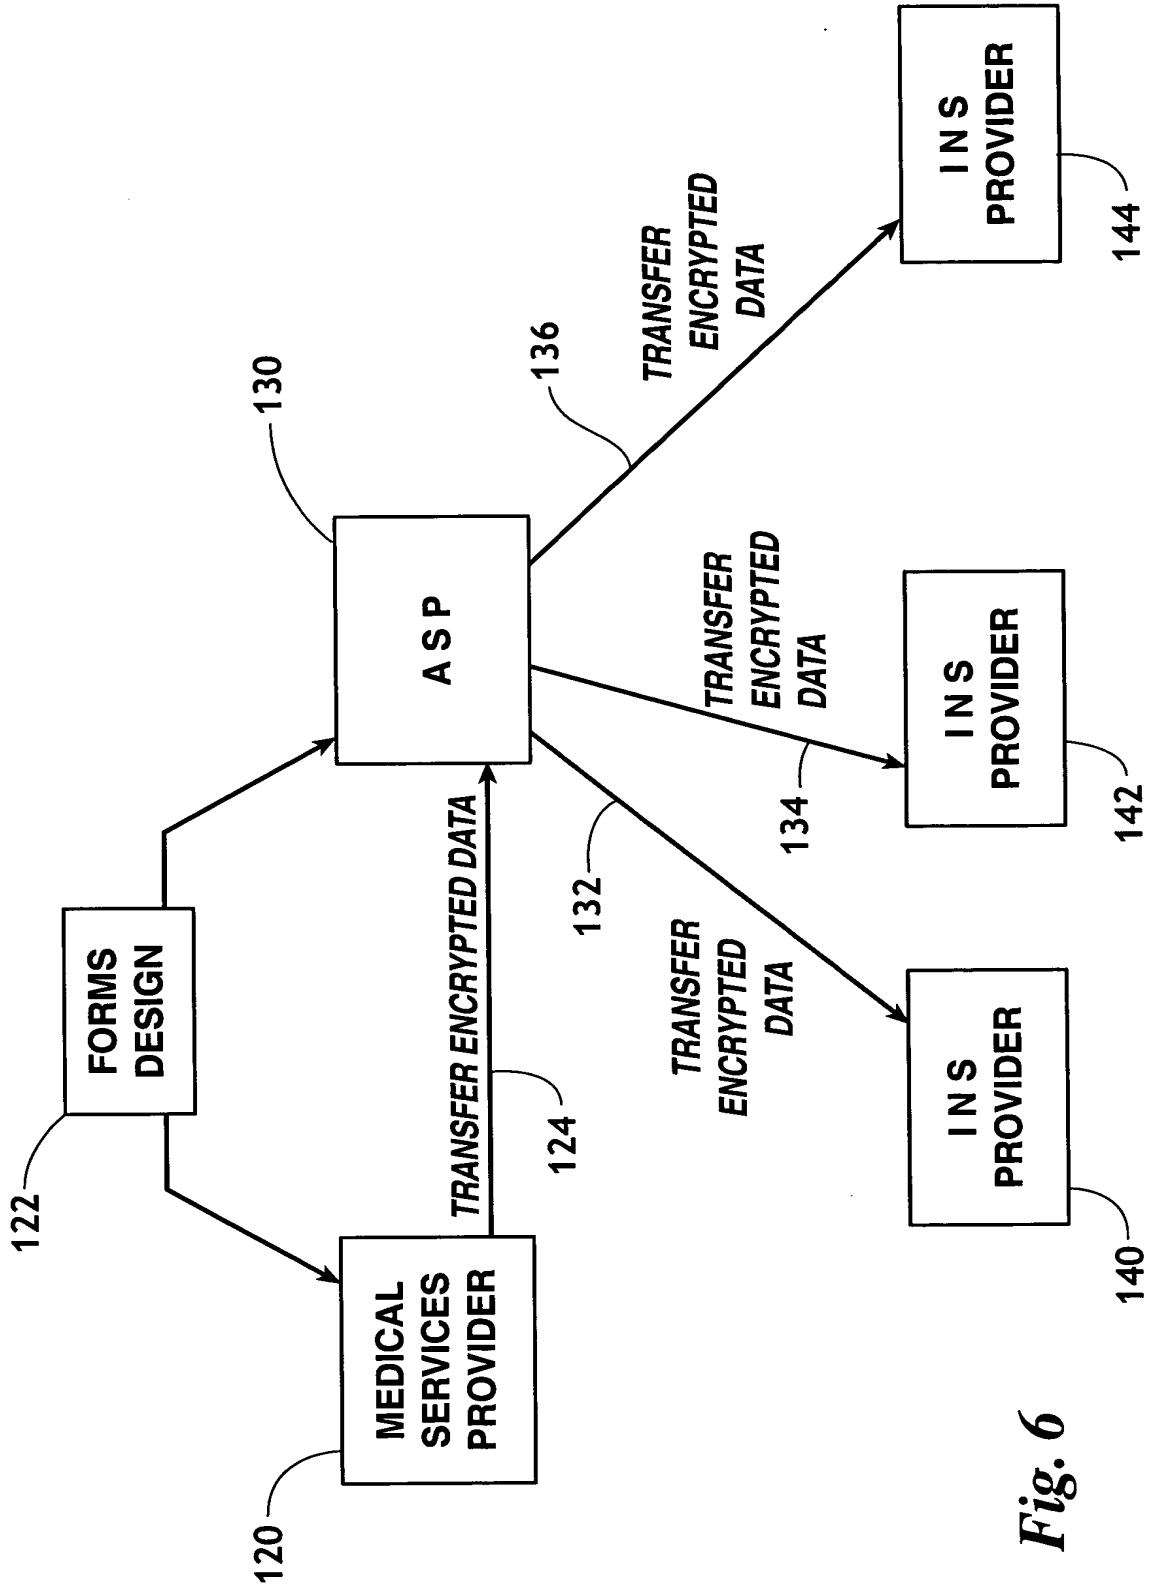 122
FORMS
DESIGN
120
MEDICAL
SERVICES
PROVIDER
TRANSFER ENCRYPTED DATA
124
130
A S P
132
TRANSFER
ENCRYPTED
DATA
134
TRANSFER
ENCRYPTED
DATA
136
TRANSFER
ENCRYPTED
DATA
I N S
PROVIDER
140
I N S
PROVIDER
142
I N S
PROVIDER
144
Fig. 6